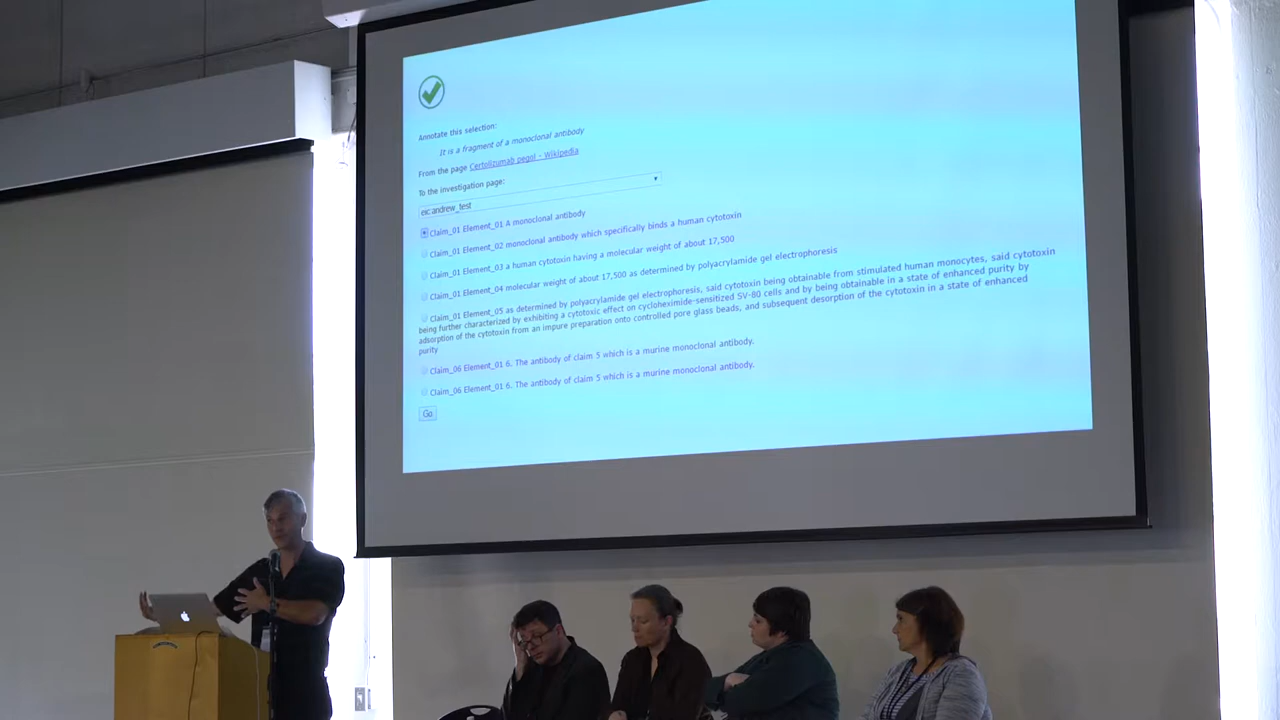 Annotate this selection:
It is a fragment of a monoclonal antibody
From the page Certolizumab pegol - Wikipedia
To the investigation page:
exc:andrew_test
Claim_01 Element_01 A monoclonal antibody
Claim_01 Element_02 monoclonal antibody which specifically binds a human cytotoxin
Claim_01 Element_03 a human cytotoxin having a molecular weight of about 17,500
Claim_01 Element_04 molecular weight of about 17,500 as determined by polyacrylamide gel electrophoresis
Claim_01 Element_05 as determined by polyacrylamide gel electrophoresis, said cytotoxin being obtainable from stimulated human monocytes, said cytotoxin
being further characterized by exhibiting a cytotoxic effect on cycloheximide-sensitized SV-80 cells and by being obtainable in a state of enhanced purity by
adsorption of the cytotoxin from an impure preparation onto controlled pore glass beads, and subsequent desorption of the cytotoxin in a state of enhanced
purity
Claim_06 Element_01 6. The antibody of claim 5 which is a murine monoclonal antibody.
Claim_06 Element_01 6. The antibody of claim 5 which is a murine monoclonal antibody.
Go